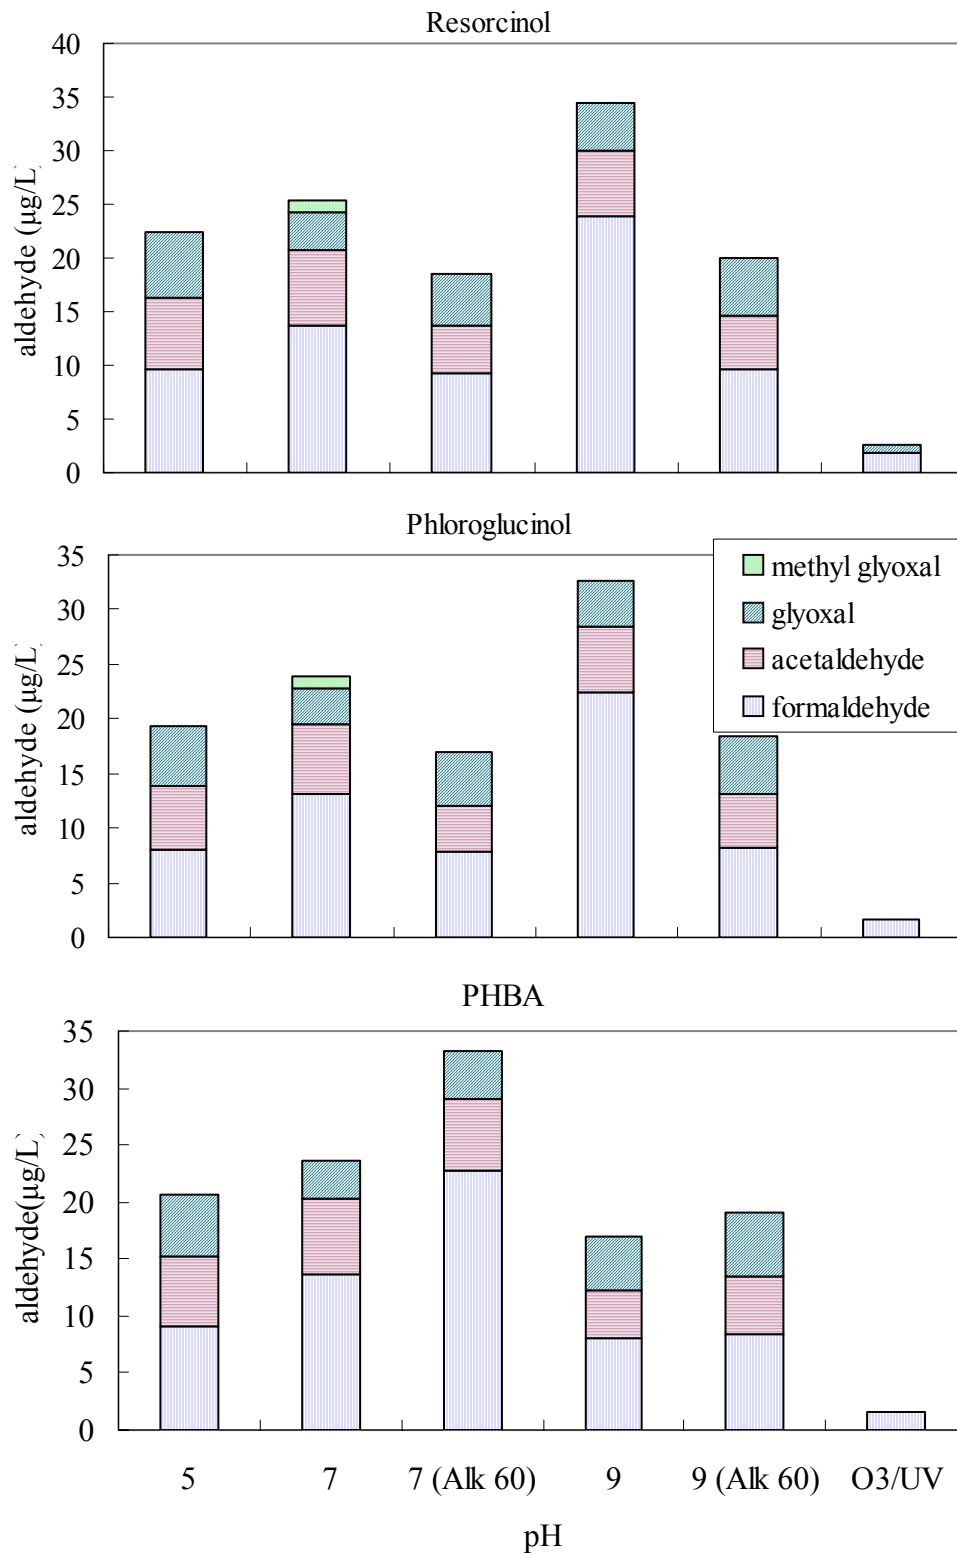 Resorcinol
40
35
30
25
20
15
10
5
0
aldehyde (µg/L)
Phloroglucinol
35
30
25
20
15
10
5
0
aldehyde (µg/L)
methyl glyoxal
glyoxal
acetaldehyde
formaldehyde
PHBA
35
30
25
20
15
10
5
0
aldehyde(µg/L)
5 7 7 (Alk 60) 9 9 (Alk 60) O3/UV
pH